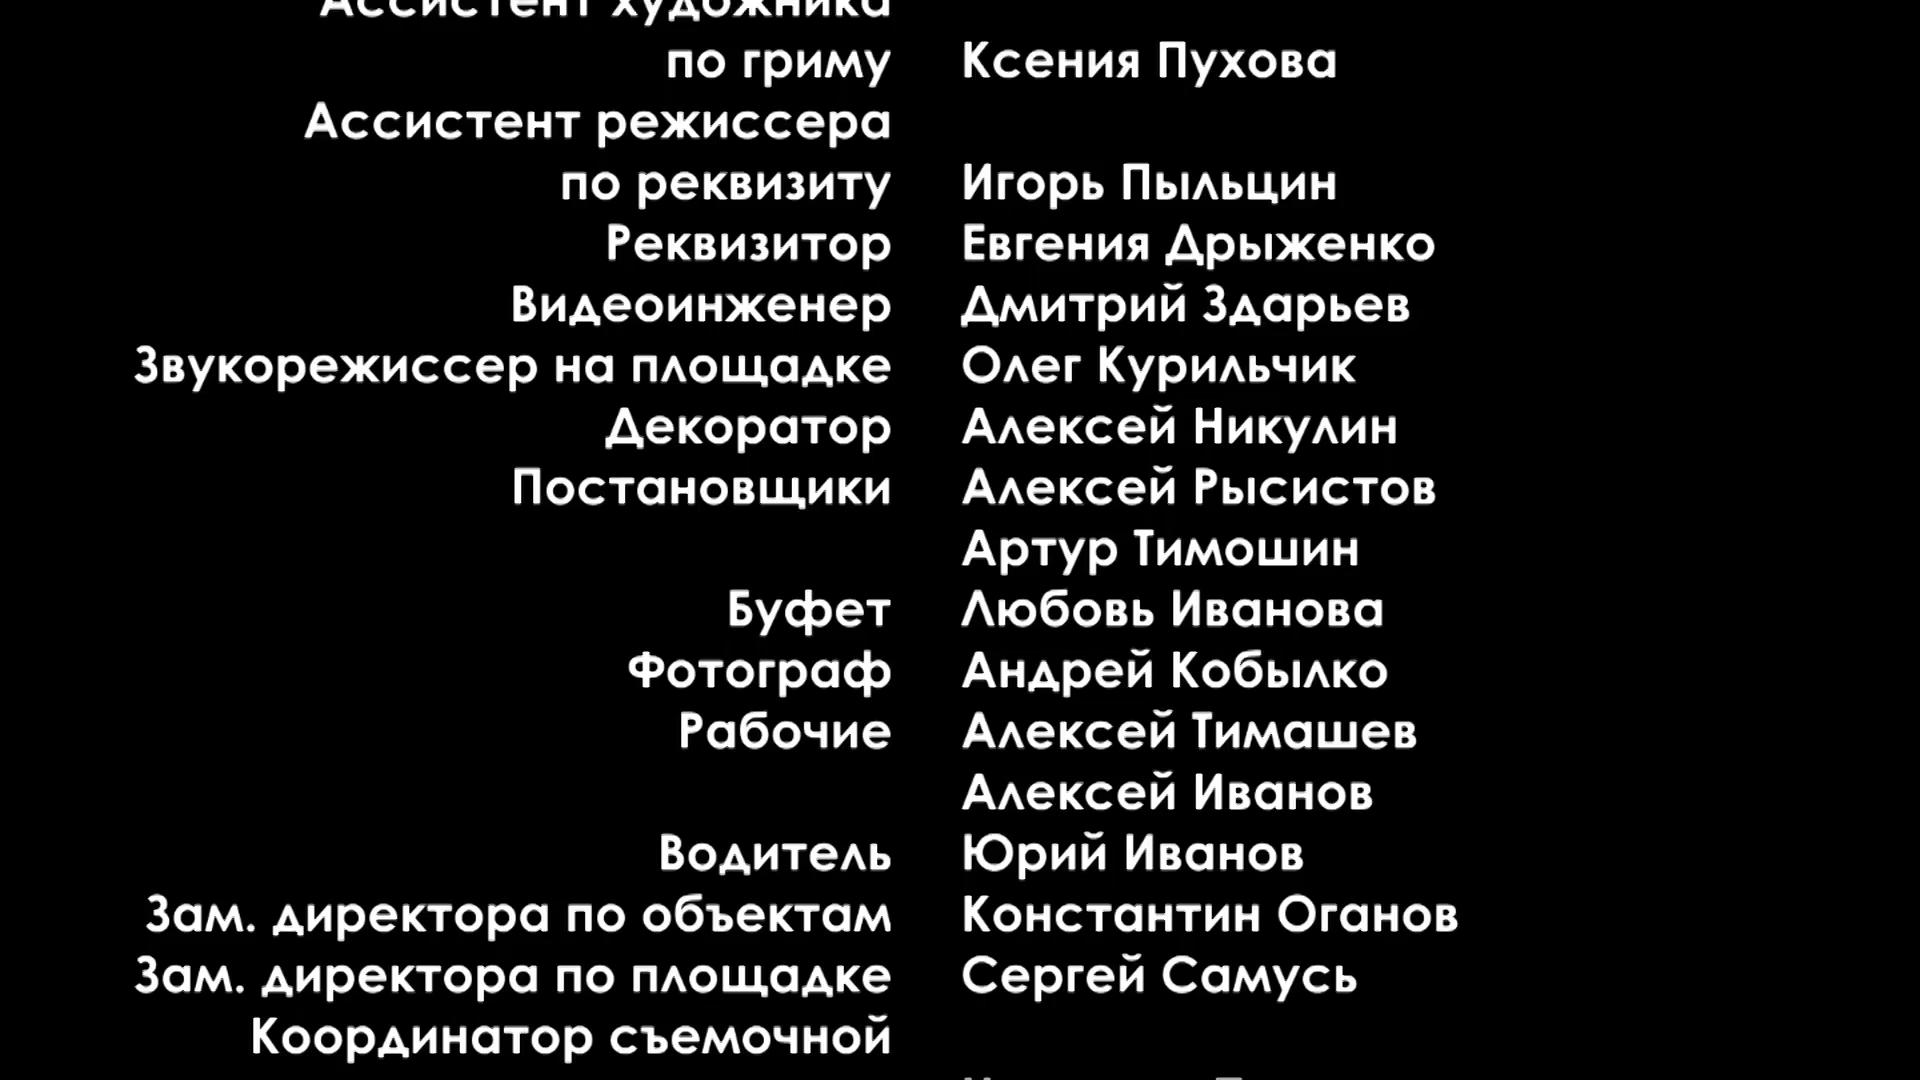 Ассистент художника
по гриму Ксения Пухова
Ассистент режиссера
по реквизиту Игорь Пыльцин
Реквизитор Евгения Дрыженко
Видеоинженер Дмитрий Здарьев
Звукорежиссер на площадке Олег Курильчик
Декоратор Алексей Никулин
Постановщики Алексей Рысистов
Артур Тимошин
Буфет Любовь Иванова
Фотограф Андрей Кобылко
Рабочие Алексей Тимашев
Алексей Иванов
Водитель Юрий Иванов
Зам. директора по объектам Константин Оганов
Зам. директора по площадке Сергей Самусь
Координатор съемочной